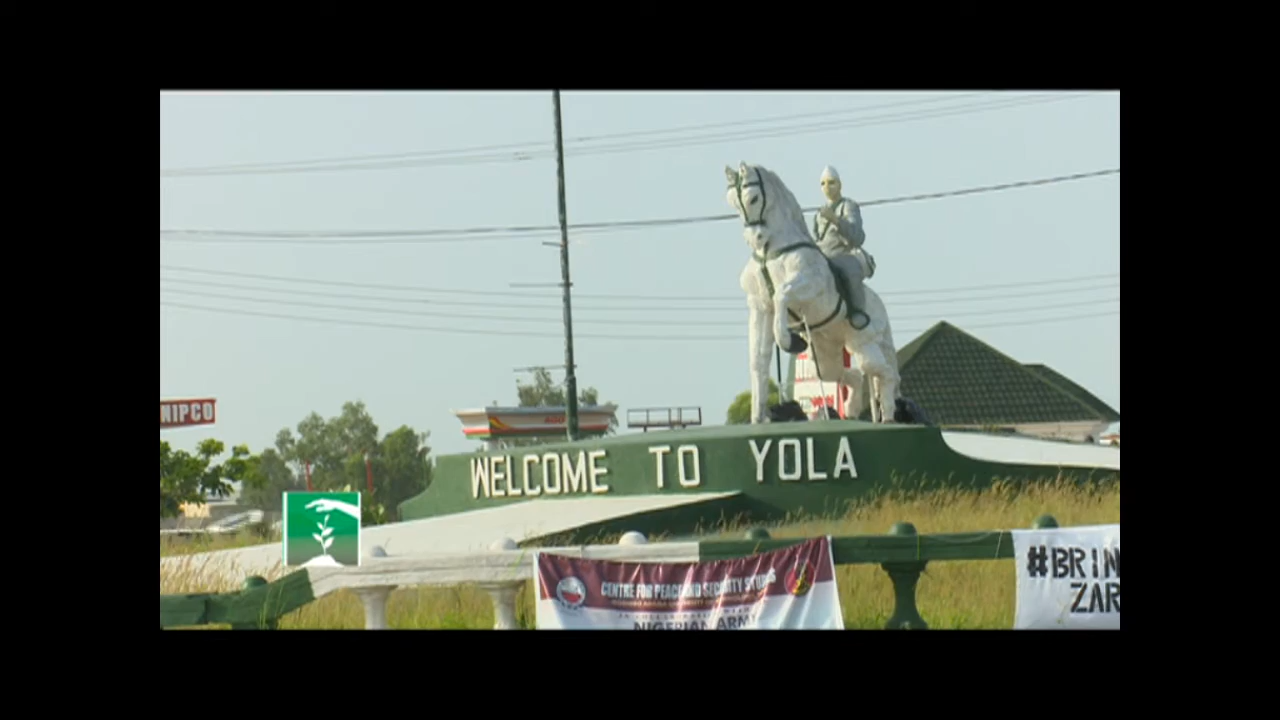 NIPCO
WELCOME TO YOLA
CENTRE FOR PEACE AND SECURITY STUDIES
NIGERIAN ARMY
#BRIN
ZAR